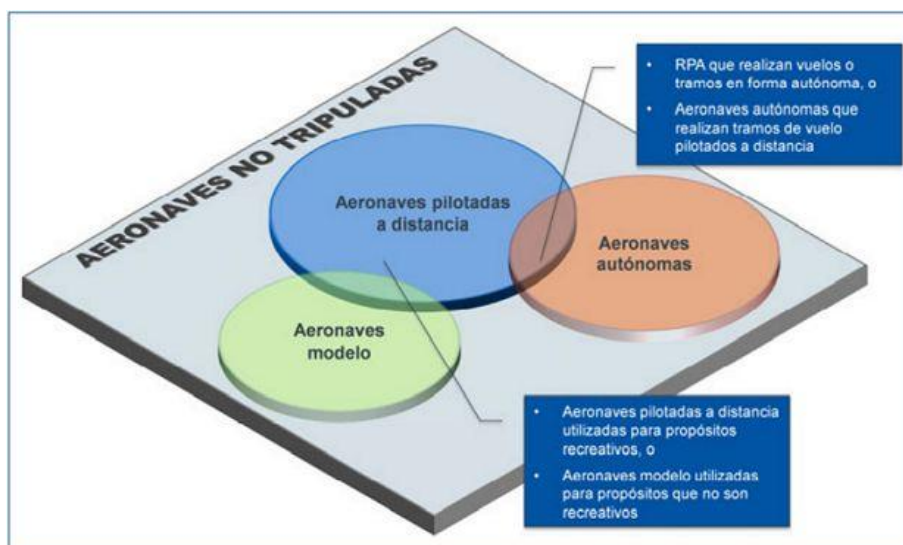 AERONAVES NO TRIPULADAS
• RPA que realizan vuelos o
tramos en forma autónoma, o
• Aeronaves autónomas que
realizan tramos de vuelo
pilotados a distancia
Aeronaves pilotadas
a distancia
Aeronaves
autónomas
Aeronaves
modelo
• Aeronaves pilotadas a distancia
utilizadas para propósitos
recreativos, o
• Aeronaves modelo utilizadas
para propósitos que no son
recreativos